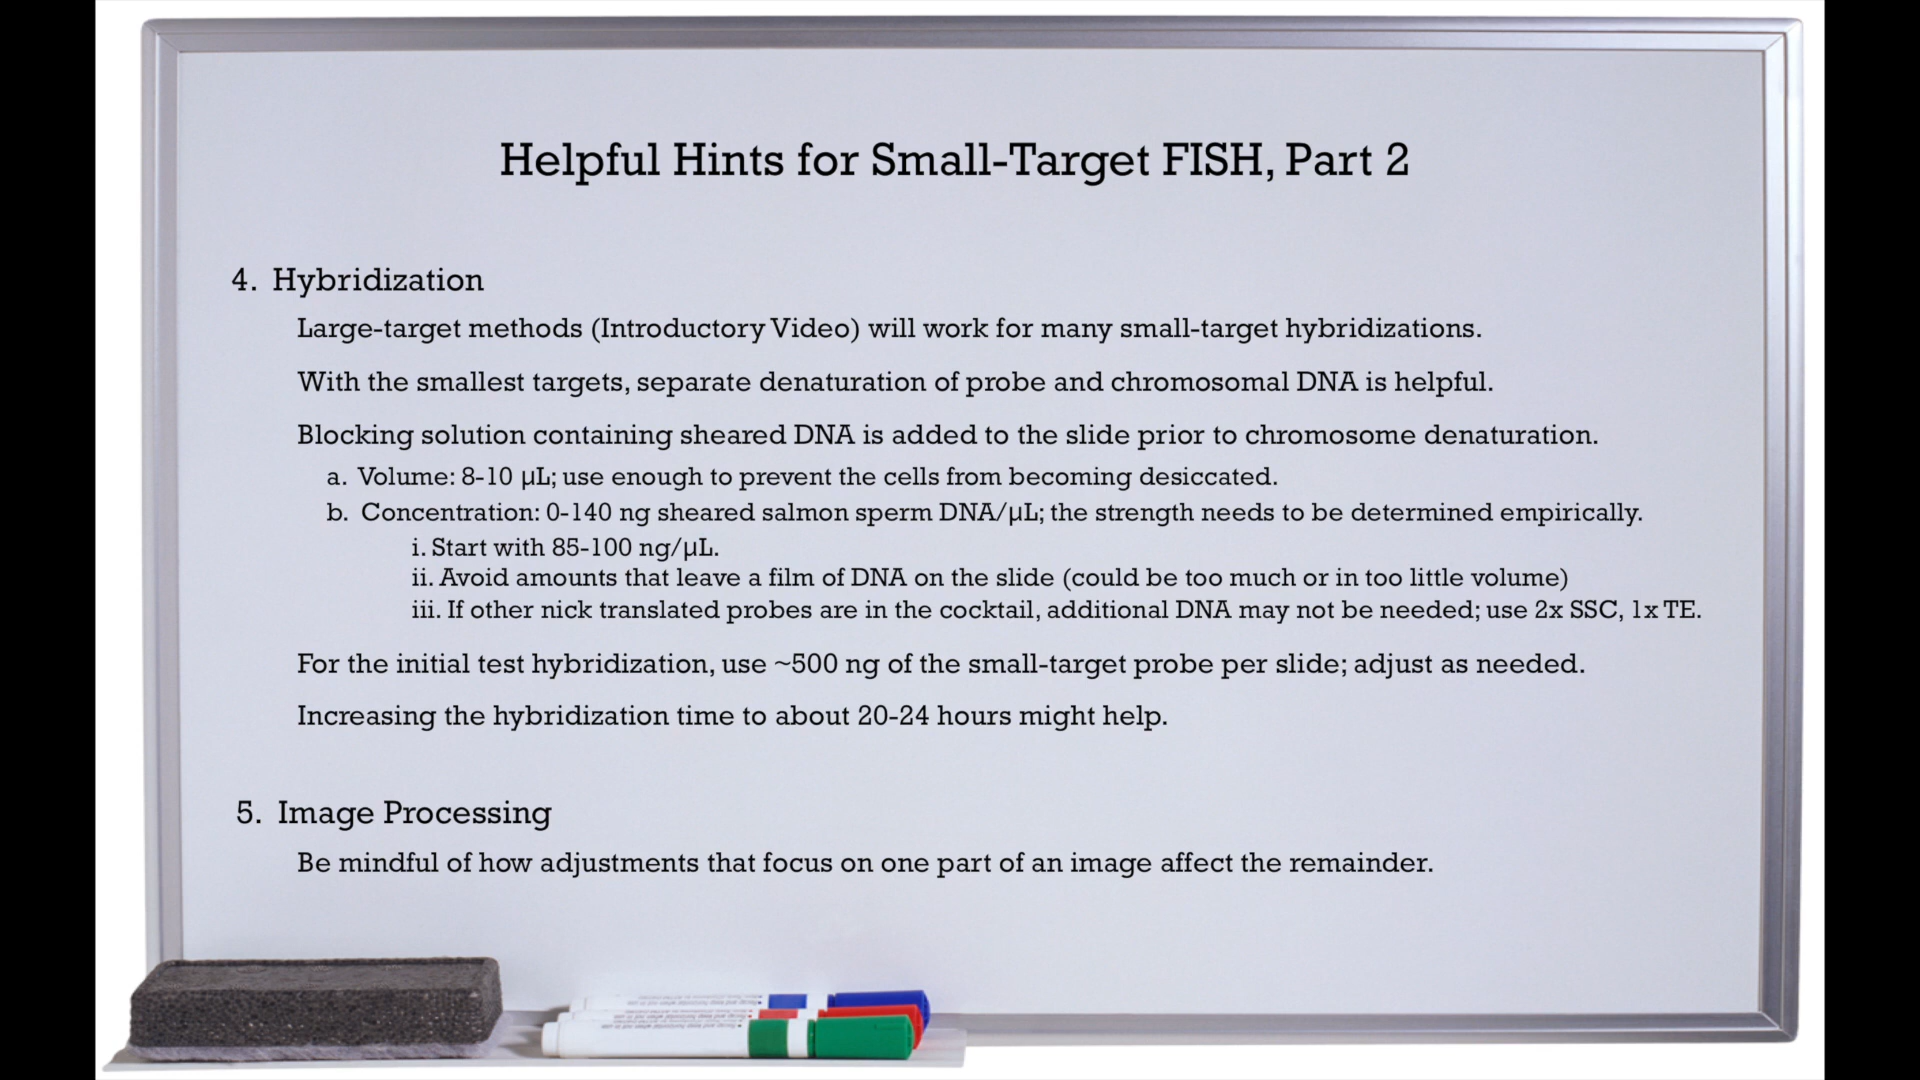 Helpful Hints for Small-Target FISH, Part 2
4. Hybridization
Large-target methods (Introductory Video) will work for many small-target hybridizations.
With the smallest targets, separate denaturation of probe and chromosomal DNA is helpful.
Blocking solution containing sheared DNA is added to the slide prior to chromosome denaturation.
a. Volume: 8-10 µL; use enough to prevent the cells from becoming desiccated.
b. Concentration: 0-140 ng sheared salmon sperm DNA/µL; the strength needs to be determined empirically.
i. Start with 85-100 ng/µL.
ii. Avoid amounts that leave a film of DNA on the slide (could be too much or in too little volume)
iii. If other nick translated probes are in the cocktail, additional DNA may not be needed; use 2x SSC, 1x TE.
For the initial test hybridization, use ~500 ng of the small-target probe per slide; adjust as needed.
Increasing the hybridization time to about 20-24 hours might help.
5. Image Processing
Be mindful of how adjustments that focus on one part of an image affect the remainder.